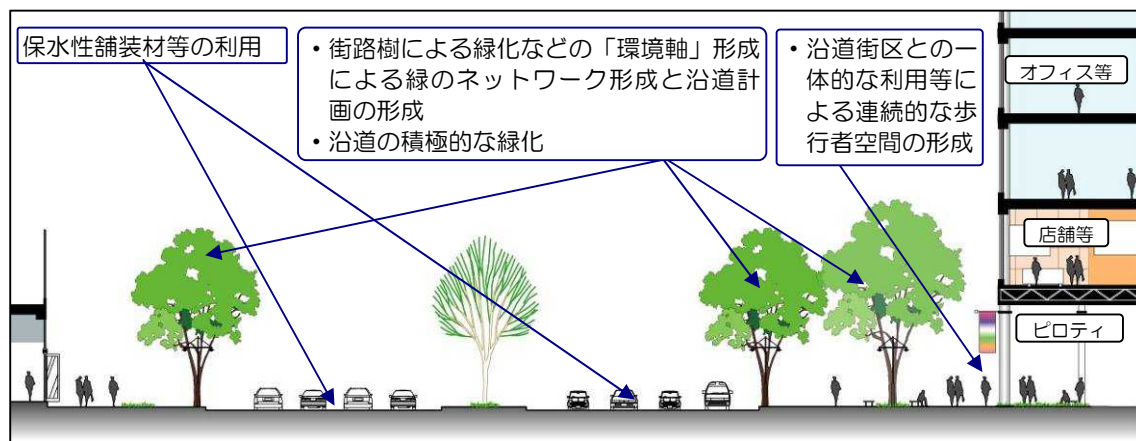 保水性舗装材等の利用
・街路樹による緑化などの「環境軸」形成
による緑のネットワーク形成と沿道計
画の形成
・沿道の積極的な緑化
・沿道街区との一
体的な利用等に
よる連続的な歩
行者空間の形成
オフィス等
店舗等
ピロティ